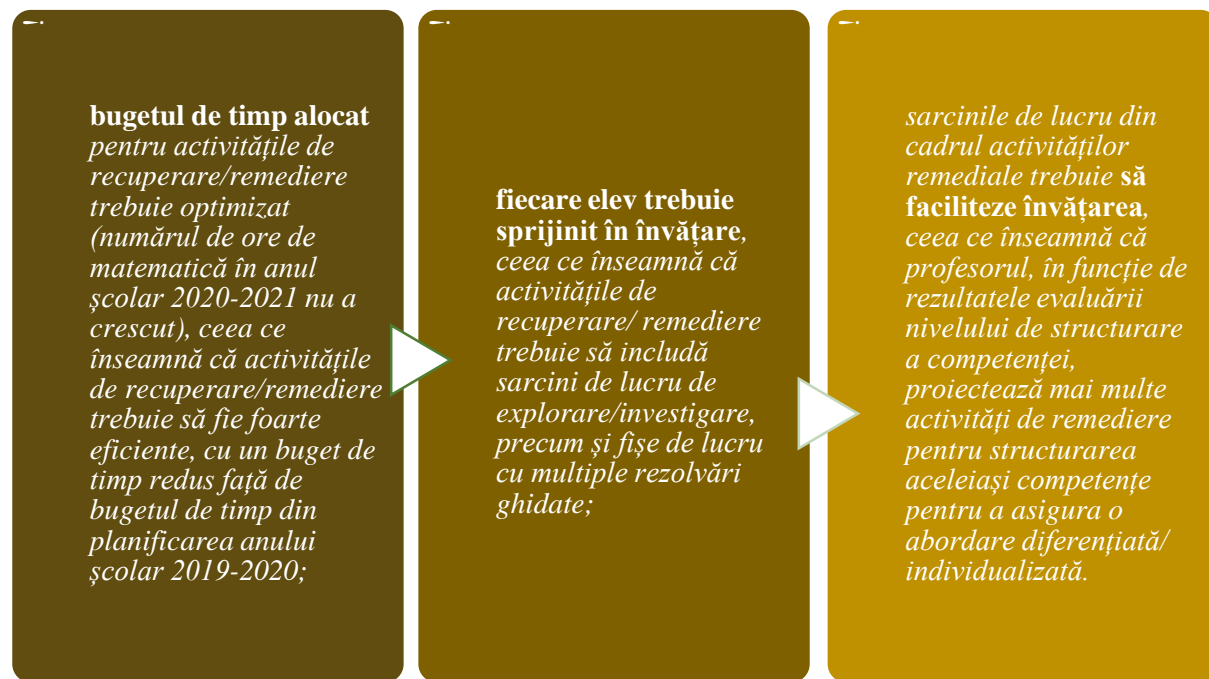 bugetul de timp alocat
pentru activitățile de
recuperare/remediere
trebuie optimizat
(numărul de ore de
matematică în anul
școlar 2020-2021 nu a
crescut), ceea ce
înseamnă că activitățile
de recuperare/remediere
trebuie să fie foarte
eficiente, cu un buget de
timp redus față de
bugetul de timp din
planificarea anului
școlar 2019-2020;
fiecare elev trebuie
sprijinit în învățare,
ceea ce înseamnă că
activitățile de
recuperare/ remediere
trebuie să includă
sarcini de lucru de
explorare/investigare,
precum și fișe de lucru
cu multiple rezolvări
ghidate;
sarcinile de lucru din
cadrul activităților
remediale trebuie să
faciliteze învățarea,
ceea ce înseamnă că
profesorul, în funcție de
rezultatele evaluării
nivelului de structurare
a competenței,
proiectează mai multe
activități de remediere
pentru structurarea
aceleiași competențe
pentru a asigura o
abordare diferențiată/
individualizată.